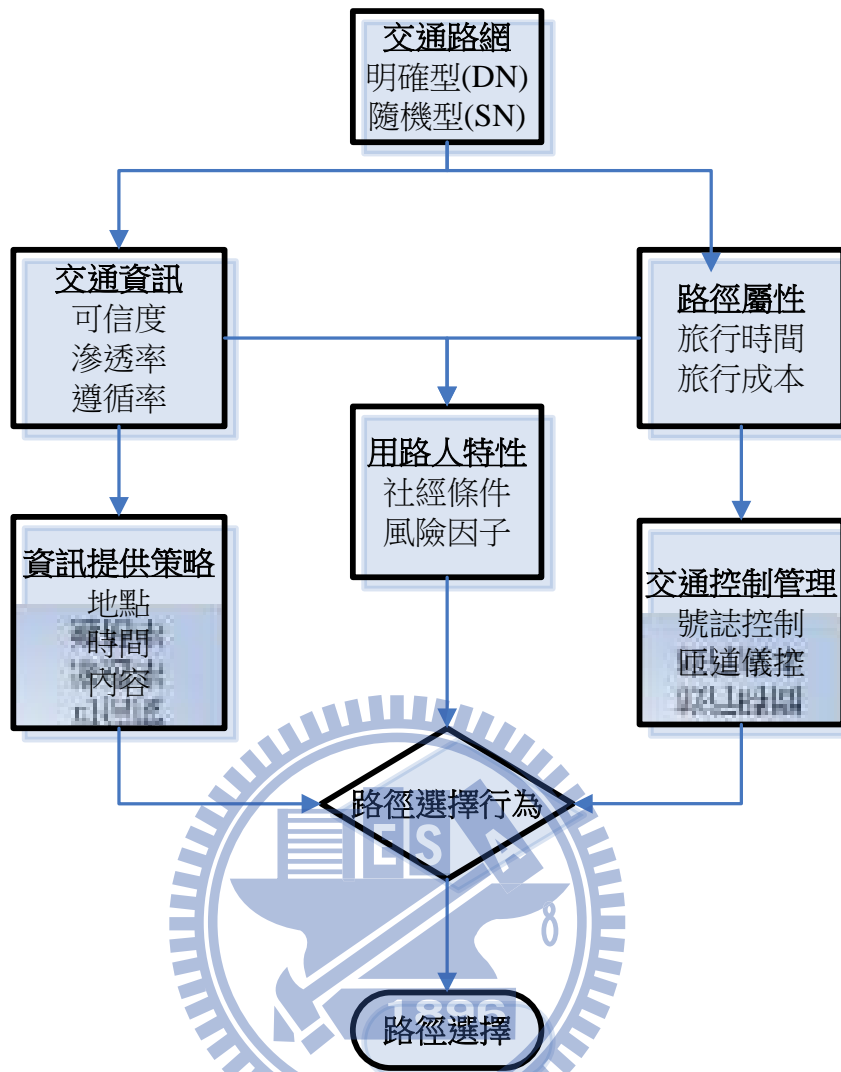 交通路網
明確型(DN)
隨機型(SN)
交通資訊
可信度
滲透率
遵循率
路徑屬性
旅行時間
旅行成本
用路人特性
社經條件
風險因子
資訊提供策略
地點
時間
內容
交通控制管理
號誌控制
匝道儀控
路徑選擇行為
E S A
8
1896
路徑選擇